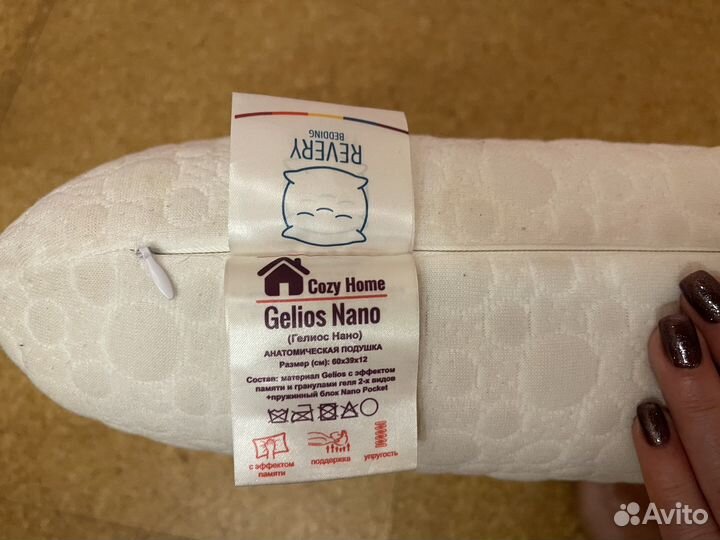 REVERY
BEDDING
Cozy Home
Gelios Nano
(Гелиос Нано)
АНАТОМИЧЕСКАЯ ПОДУШКА
Размер (см): 60х39х12
Состав: материал Gelios с эффектом
памяти и гранулами геля 2-х видов
+пружинный блок Nano Pocket
с эффектом
памяти
поддержка
упругость
Avito